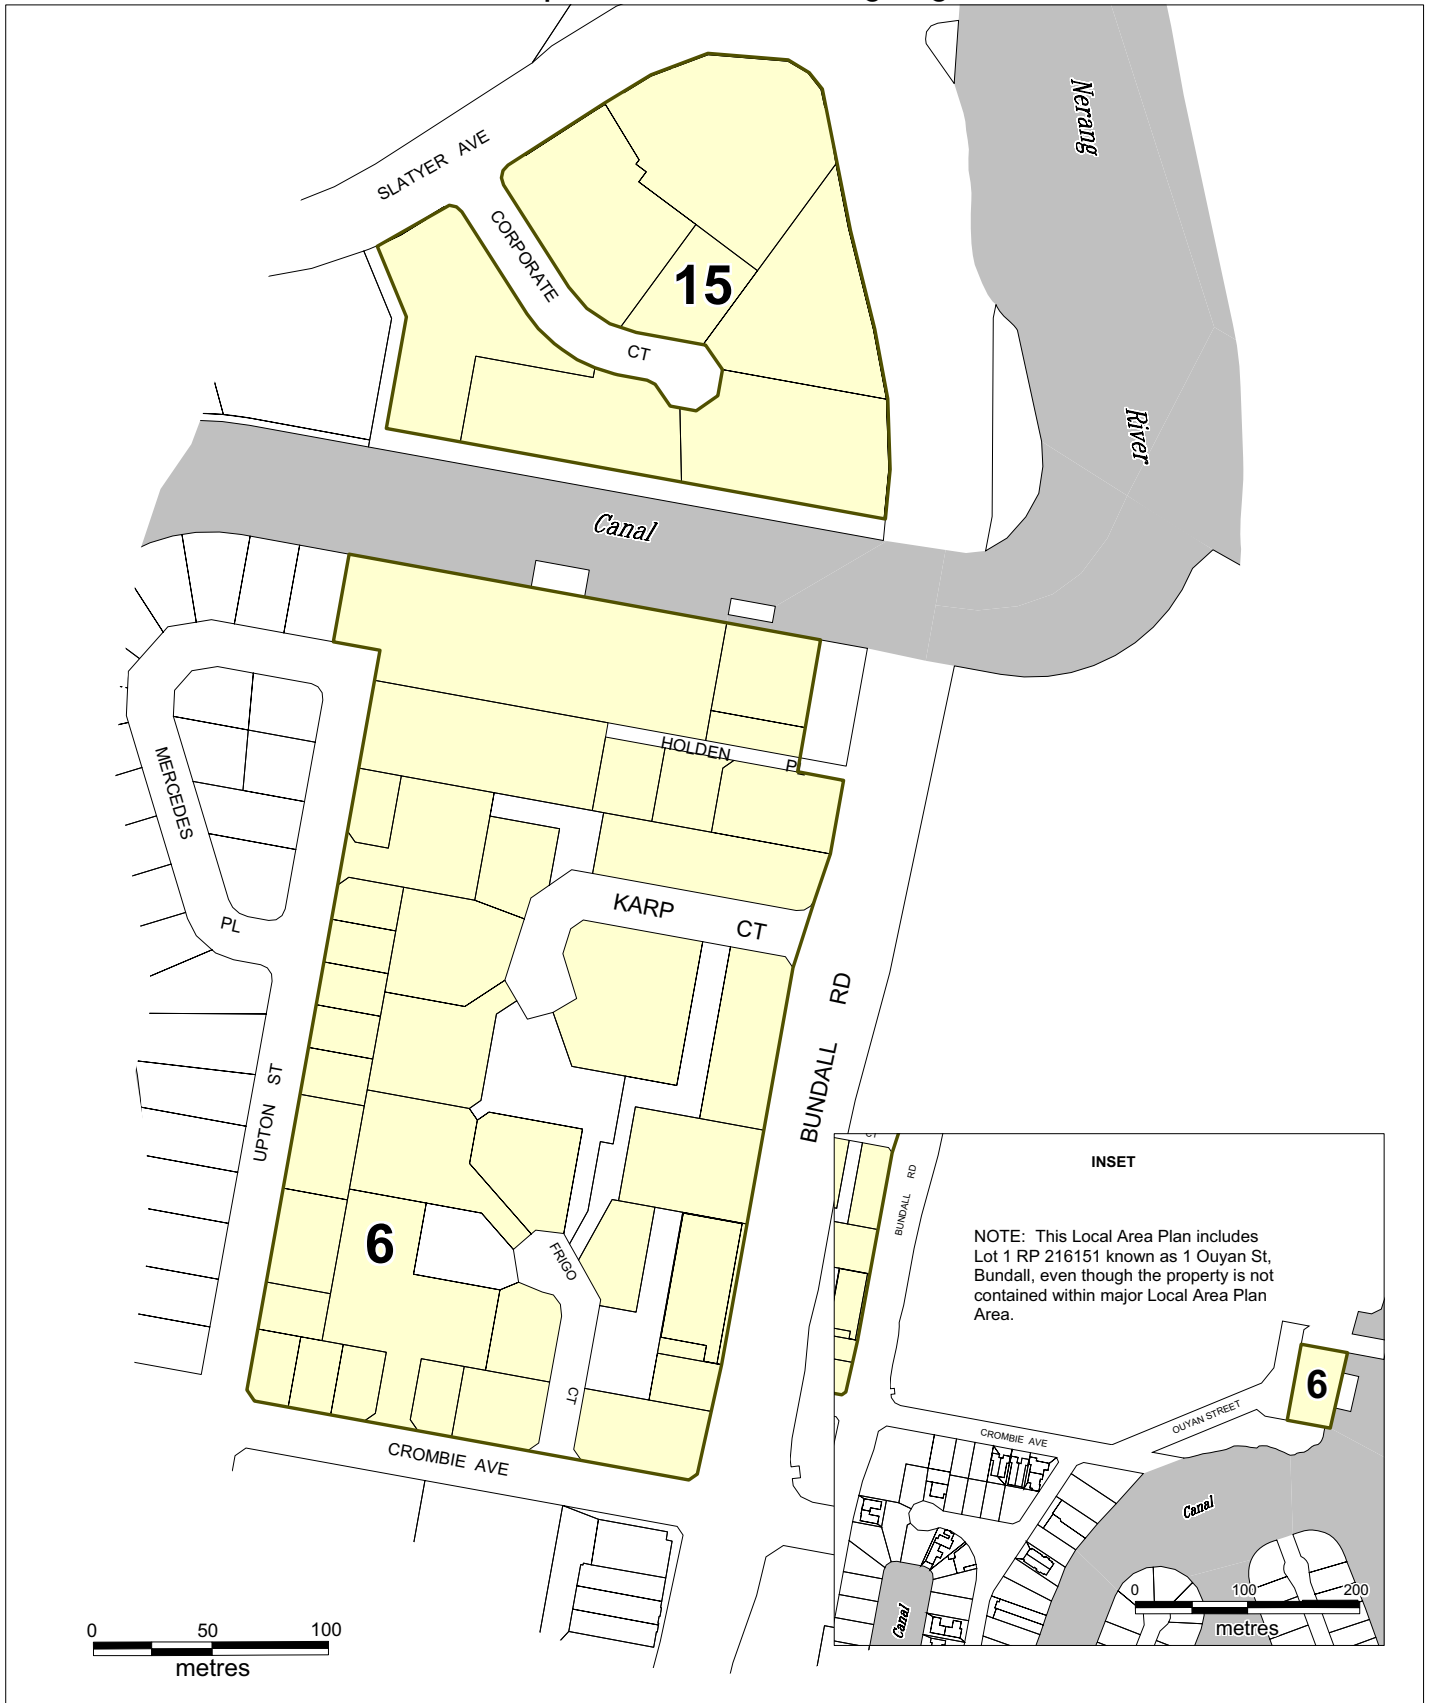 Nerang
SLATYER AVE
CORPORATE
15
CT
River
Canal
HOLDEN
PL
MERCEDES
KARP CT
PL
BUNDALL RD
UPTON ST
6
FRIGO
CT
CROMBIE AVE
0 50 100
metres
INSET
CT
BUNDALL RD
NOTE: This Local Area Plan includes
Lot 1 RP 216151 known as 1 Ouyan St,
Bundall, even though the property is not
contained within major Local Area Plan
Area.
6
OUYAN STREET
CROMBIE AVE
Canal
Canal
0 100 200
metres